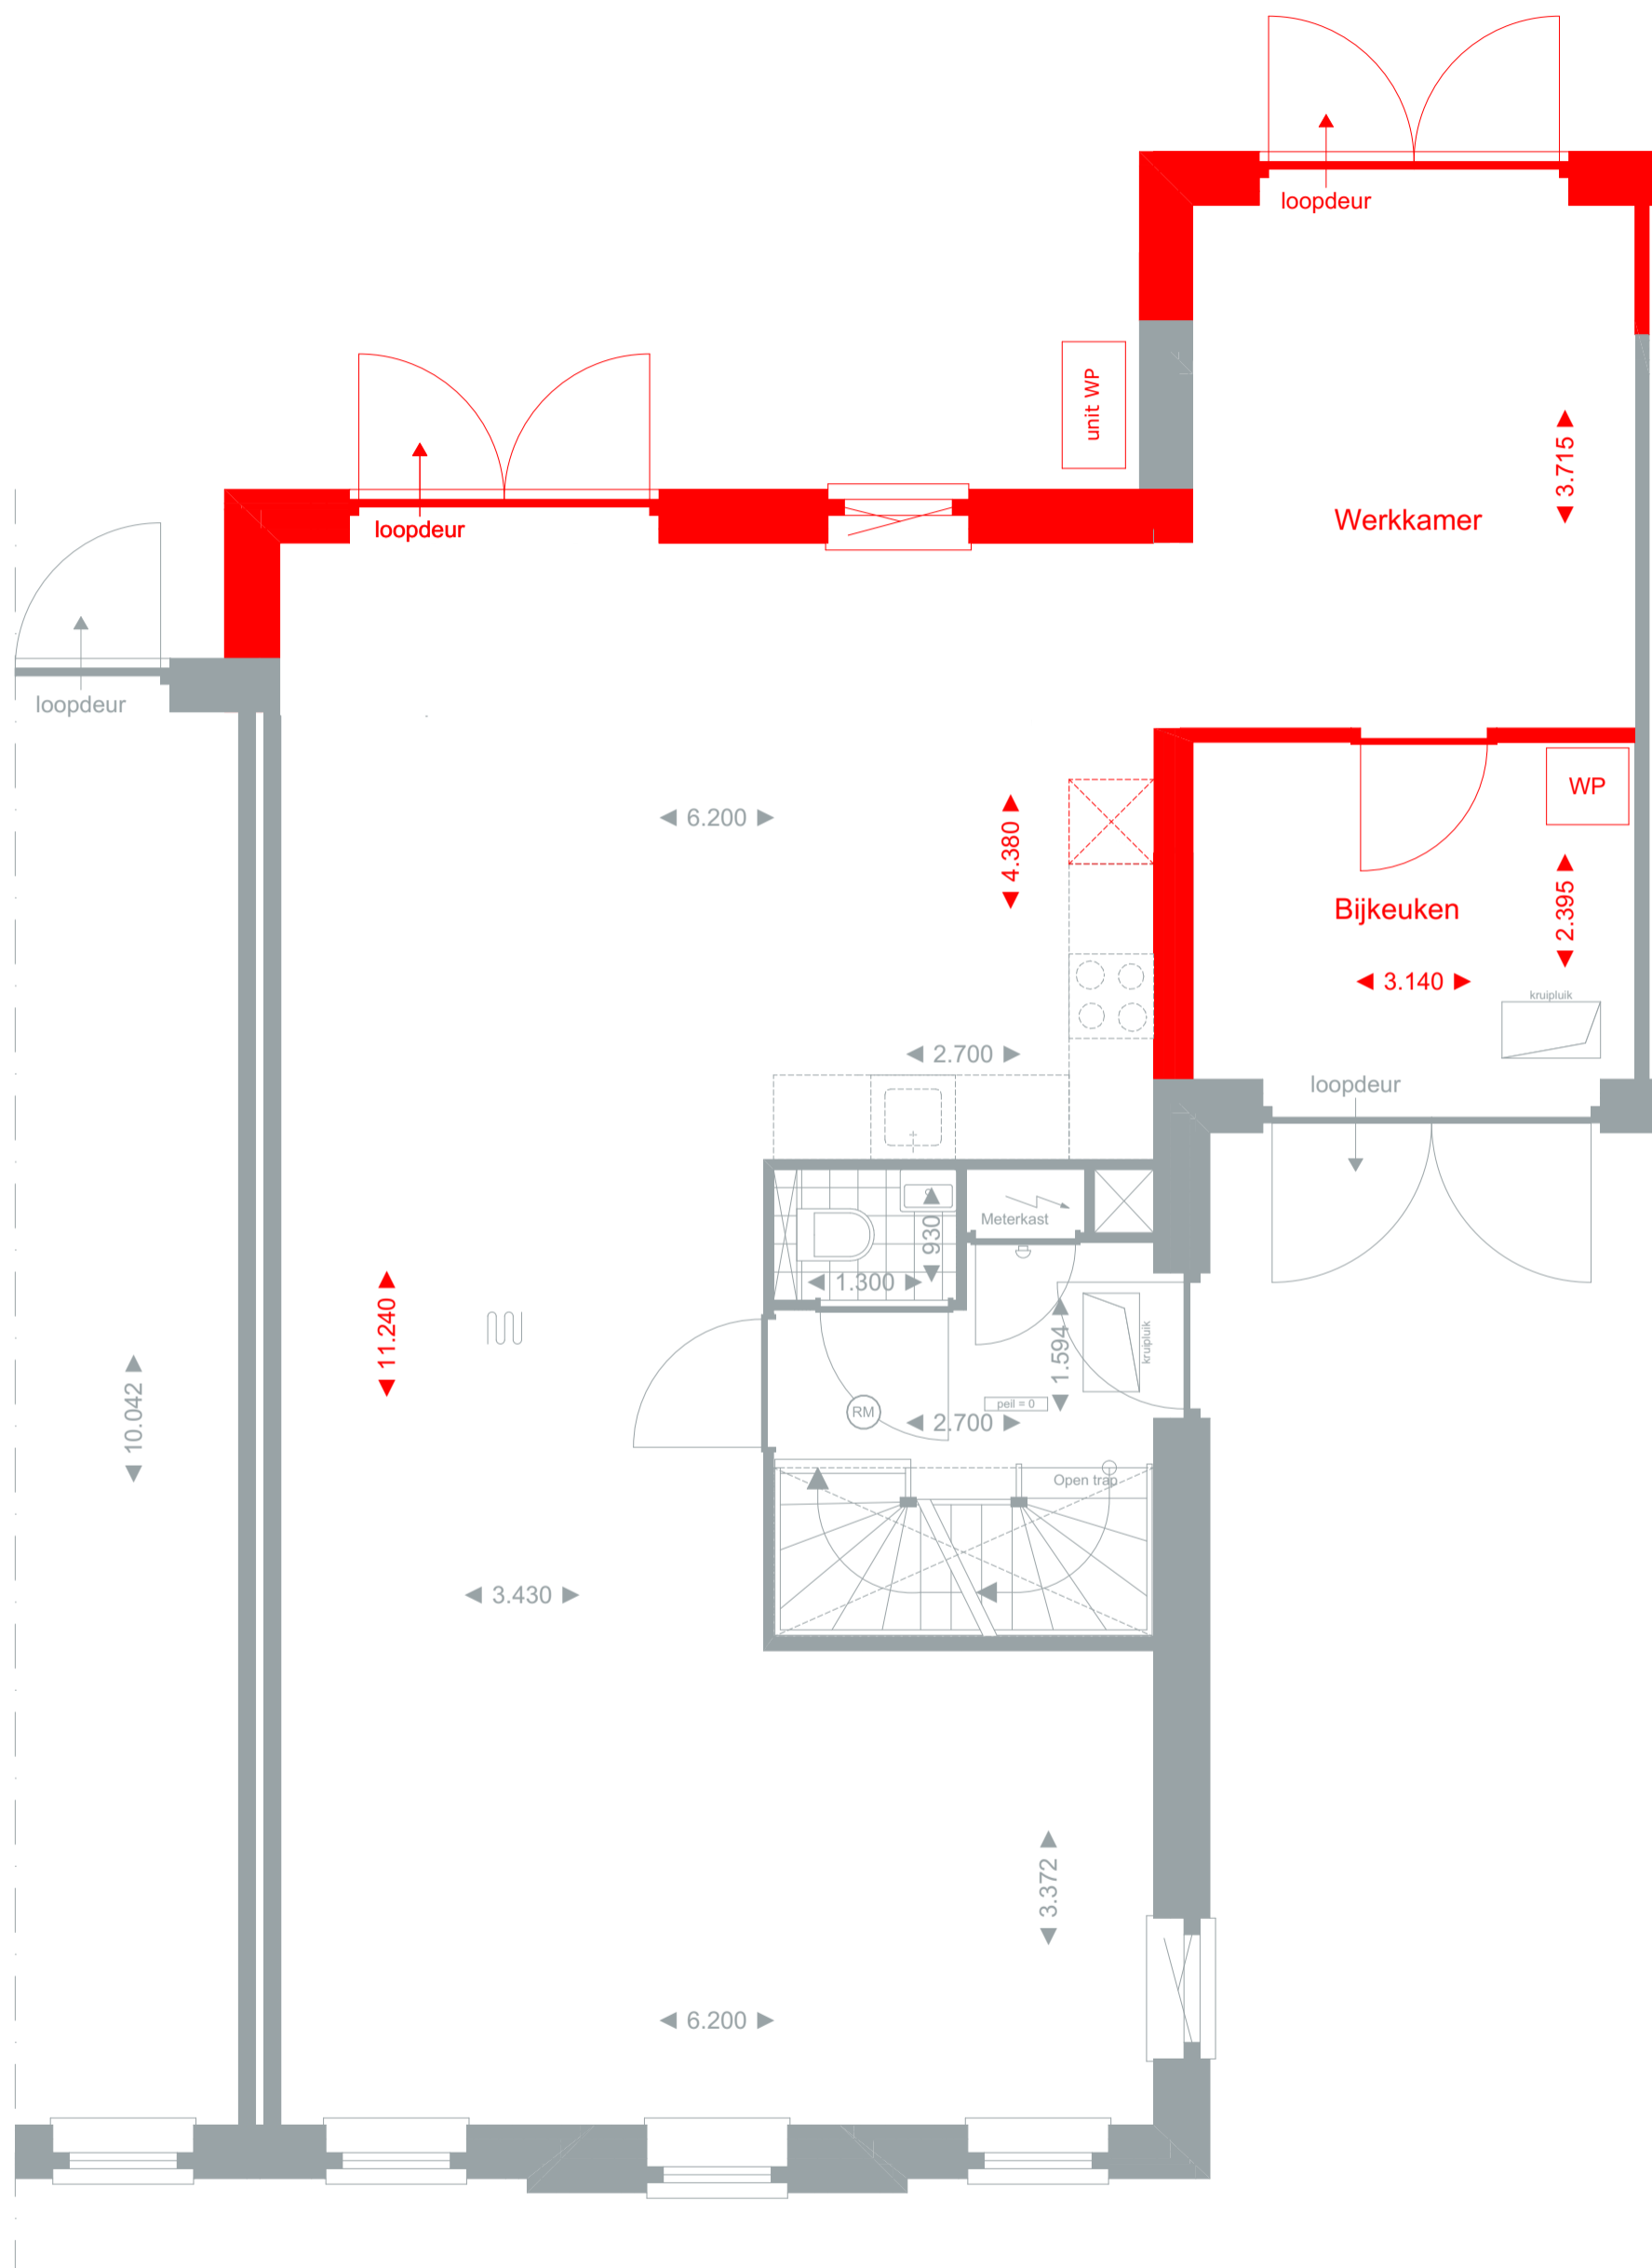 loopdeur
unit WP
3.715
Werkkamer
loopdeur
loopdeur
WP
6.200
4.380
Bijkeuken
2.395
3.140
kruipluik
2.700
loopdeur
Meterkast
930
1.300
11.240
1.594
kruipluik
10.042
peil = 0
RM
2.700
Open trap
3.430
3.372
6.200